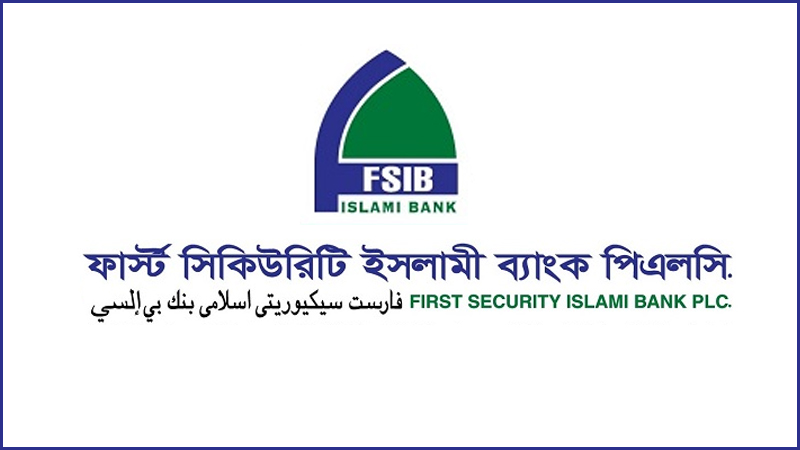 FSIB
ISLAMI BANK
ফার্স্ট সিকিউরিটি ইসলামী ব্যাংক পিএলসি.
فارست سيكيوريتى اسلامى بنك بي إلسي FIRST SECURITY ISLAMI BANK PLC.